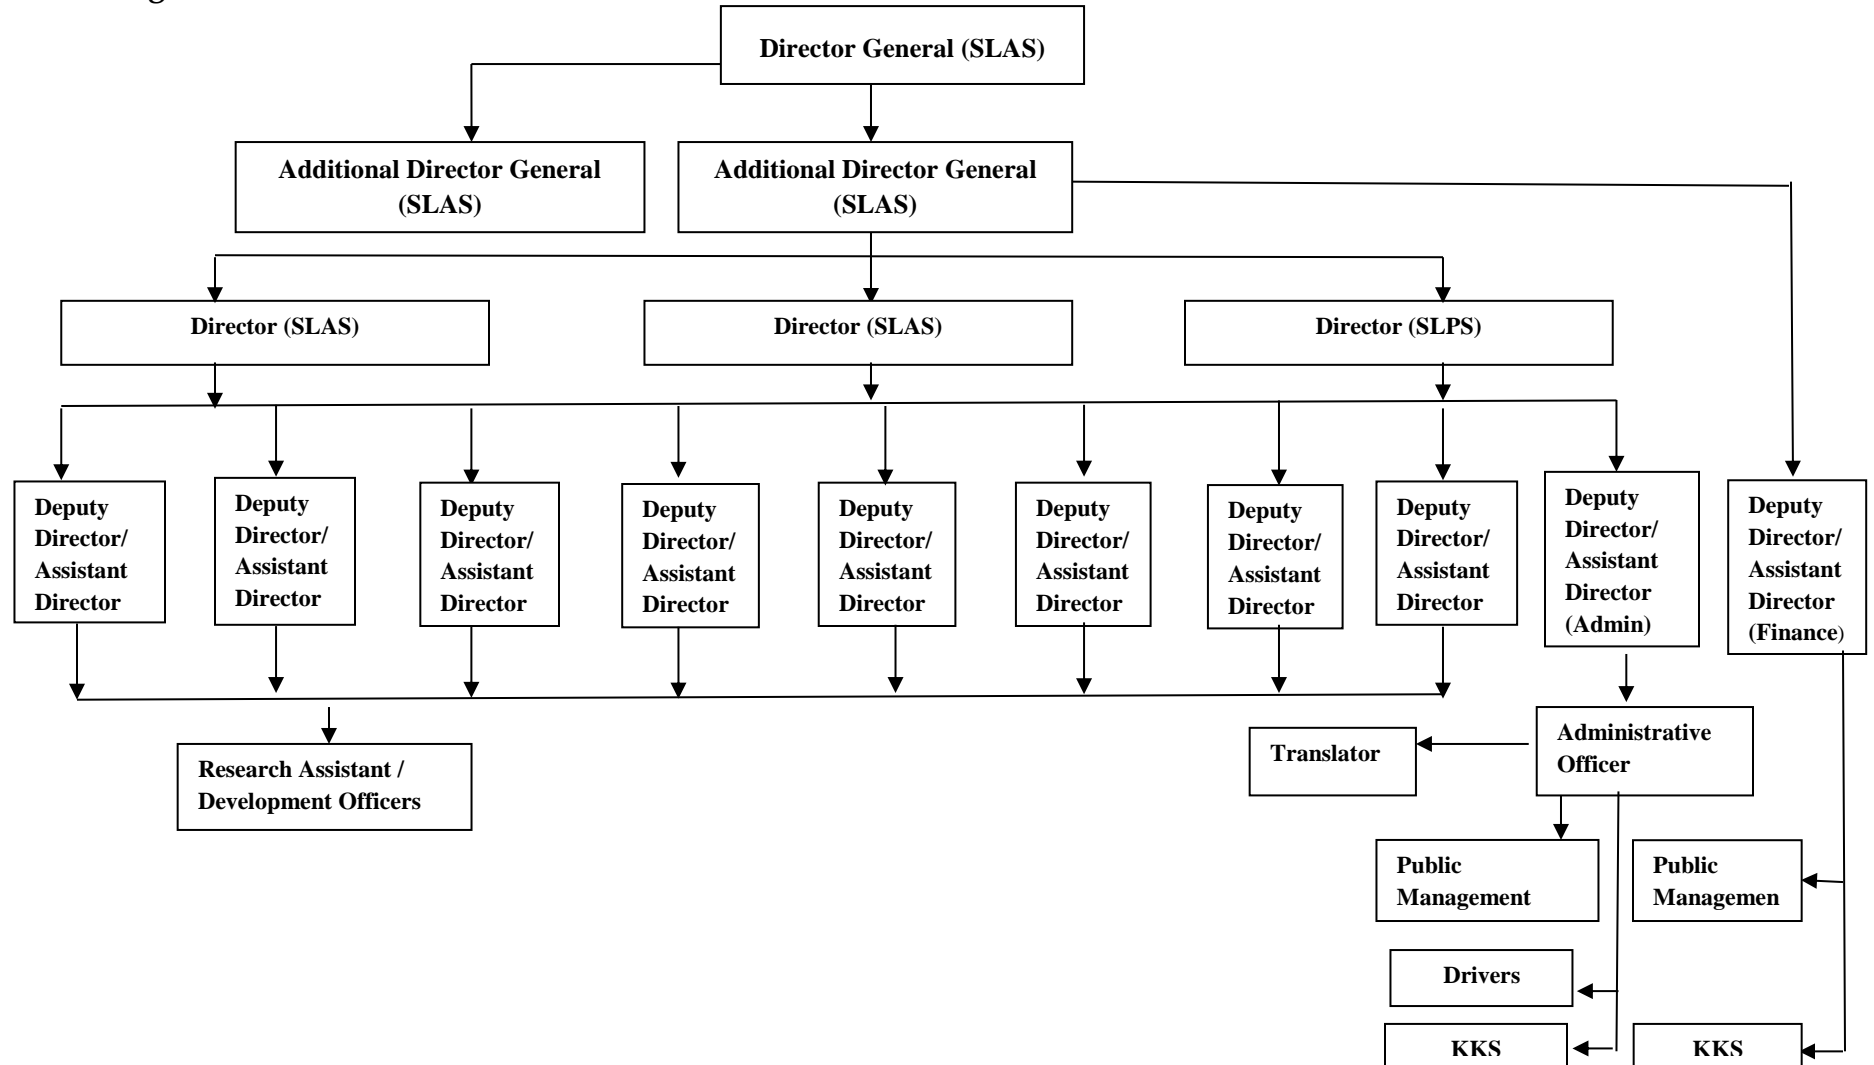 Director General (SLAS)
Additional Director General
(SLAS)
Additional Director General
(SLAS)
Director (SLAS)
Director (SLAS)
Director (SLPS)
Deputy
Director/
Assistant
Director
Deputy
Director/
Assistant
Director
Deputy
Director/
Assistant
Director
Deputy
Director/
Assistant
Director
Deputy
Director/
Assistant
Director
Deputy
Director/
Assistant
Director
Deputy
Director/
Assistant
Director
Deputy
Director/
Assistant
Director
Deputy
Director/
Assistant
Director
(Admin)
Deputy
Director/
Assistant
Director
(Finance)
Research Assistant /
Development Officers
Translator
Administrative
Officer
Public
Management
Public
Managemen
Drivers
KKS
KKS